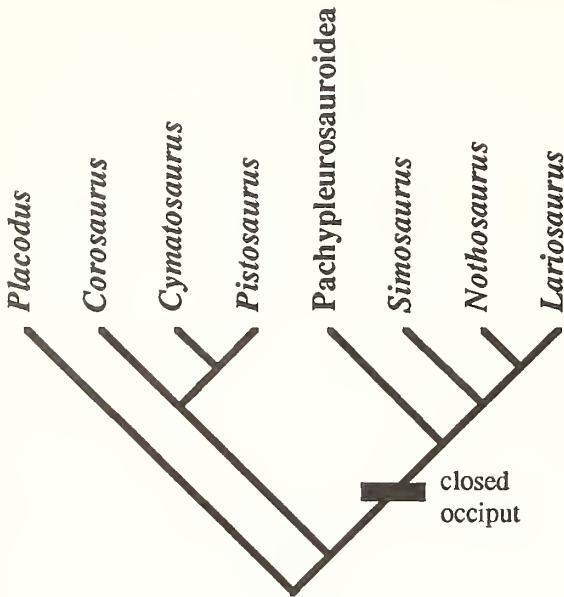 Placodus
Corosaurus
Cymatosaurus
Pistosaurus
Pachypleurosauroidea
Simosaurus
Nothosaurus
Lariosaurus
closed
occiput